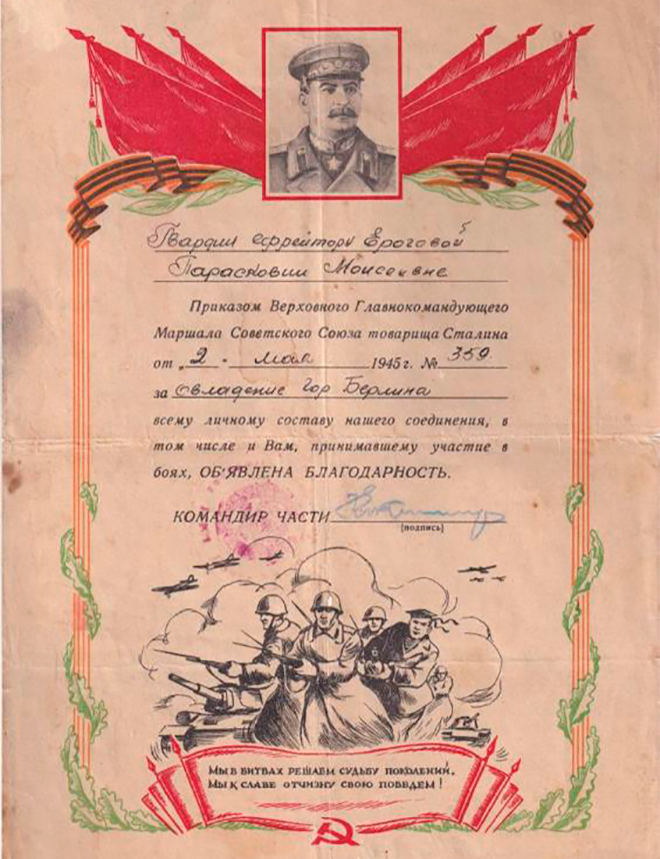 Гвардии ефрейтору Ероговой
Парасковии Моисеивне
Приказом Верховного Главнокомандующего
Маршала Советского Союза товарища Сталина
от „2 - мая 1945 г. № 359.
за овладение гор Берлина
всему личному составу нашего соединения, в
том числе и Вам, принимавшему участие в
боях, ОБ'ЯВЛЕНА БЛАГОДАРНОСТЬ.
КОМАНДИР ЧАСТИ
(подпись)
МЫ В БИТВАХ РЕШАЕМ СУДЬБУ ПОКОЛЕНИЙ,
МЫ К СЛАВЕ ОТЧИЗНУ СВОЮ ПОВЕДЕМ!